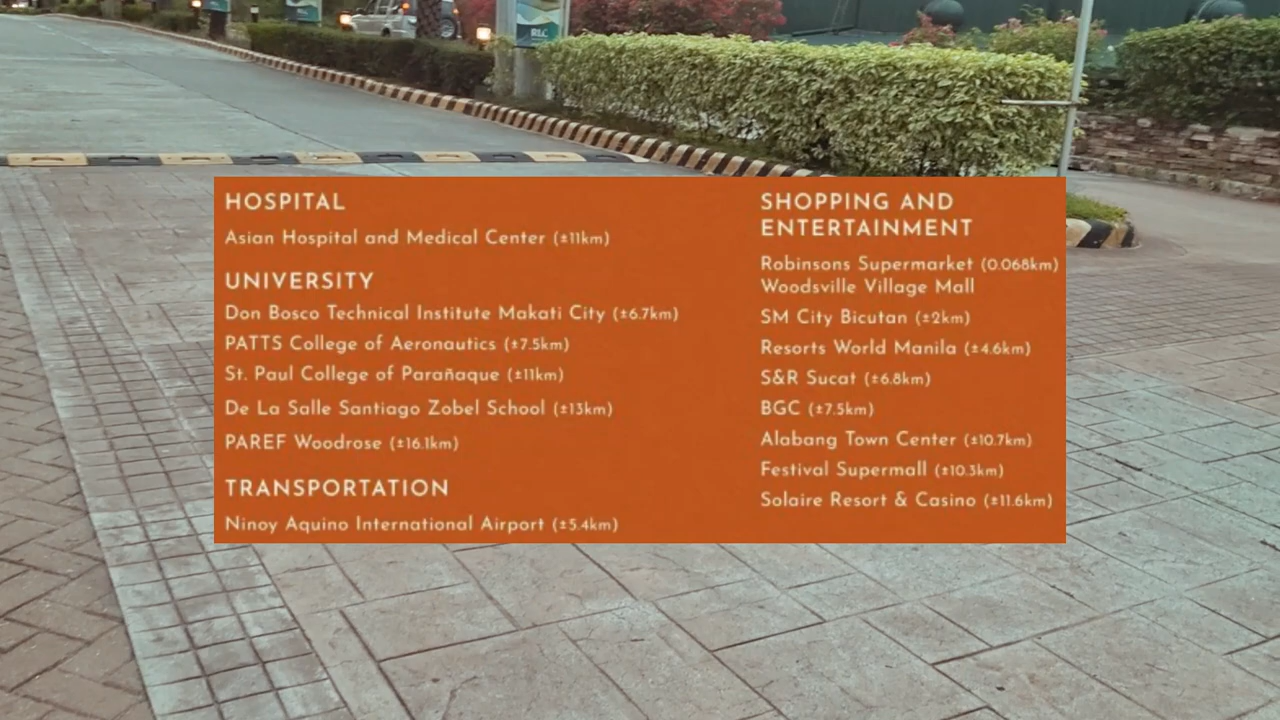 RLC
HOSPITAL
Asian Hospital and Medical Center (±11km)
UNIVERSITY
Don Bosco Technical Institute Makati City (±6.7km)
PATTS College of Aeronautics (±7.5km)
St. Paul College of Parañaque (±11km)
De La Salle Santiago Zobel School (±13km)
PAREF Woodrose (±16.1km)
TRANSPORTATION
Ninoy Aquino International Airport (±5.4km)
SHOPPING AND
ENTERTAINMENT
Robinsons Supermarket (0.068km)
Woodsville Village Mall
SM City Bicutan (±2km)
Resorts World Manila (±4.6km)
S&R Sucat (±6.8km)
BGC (±7.5km)
Alabang Town Center (±10.7km)
Festival Supermall (±10.3km)
Solaire Resort & Casino (±11.6km)